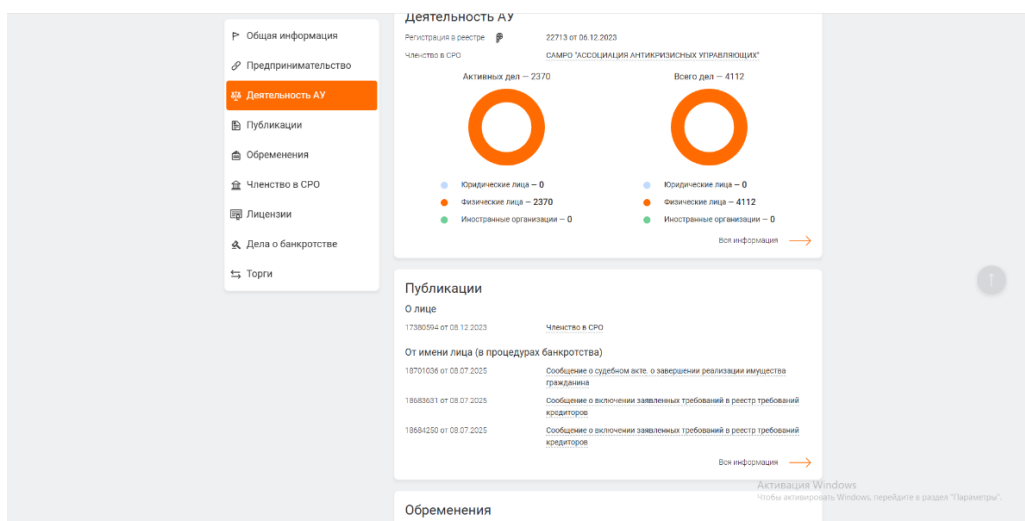 Общая информация
Предпринимательство
Деятельность АУ
Публикации
Обременения
Членство в СРО
Лицензии
Дела о банкротстве
Торги
Деятельность АУ
Регистрация в реестре 22713 от 06.12.2023
Членство в СРО САМРО "АССОЦИАЦИЯ АНТИКРИЗИСНЫХ УПРАВЛЯЮЩИХ"
Активных дел — 2370
Юридические лица — 0
Физические лица — 2370
Иностранные организации — 0
Всего дел — 4112
Юридические лица — 0
Физические лица — 4112
Иностранные организации — 0
Вся информация
Публикации
О лице
17380594 от 08.12.2023 Членство в СРО
От имени лица (в процедурах банкротства)
18701036 от 08.07.2025 Сообщение о судебном акте. о завершении реализации имущества
гражданина
18683631 от 08.07.2025 Сообщение о включении заявленных требований в реестр требований
кредиторов
18684250 от 08.07.2025 Сообщение о включении заявленных требований в реестр требований
кредиторов
Вся информация
Обременения
Активация Windows
Чтобы активировать Windows, перейдите в раздел "Параметры".